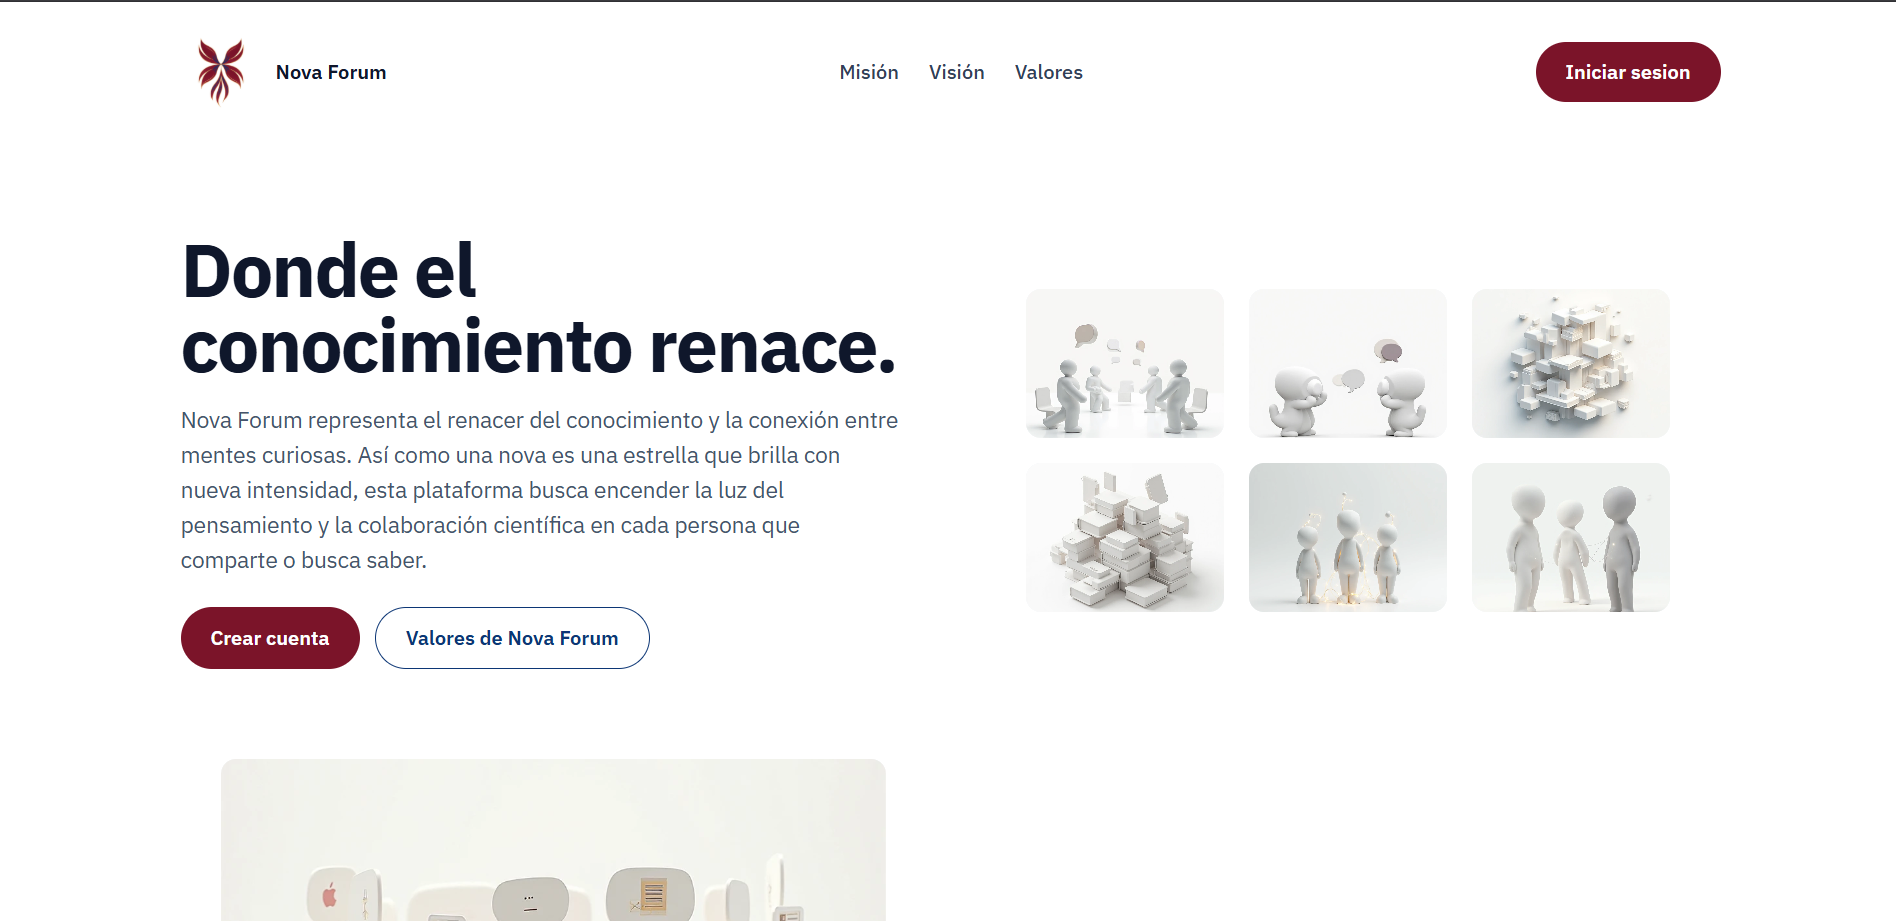 Nova Forum
Misión
Visión
Valores
Iniciar sesion
Donde el
conocimiento renace.
Nova Forum representa el renacer del conocimiento y la conexión entre
mentes curiosas. Así como una nova es una estrella que brilla con
nueva intensidad, esta plataforma busca encender la luz del
pensamiento y la colaboración científica en cada persona que
comparte o busca saber.
Crear cuenta
Valores de Nova Forum